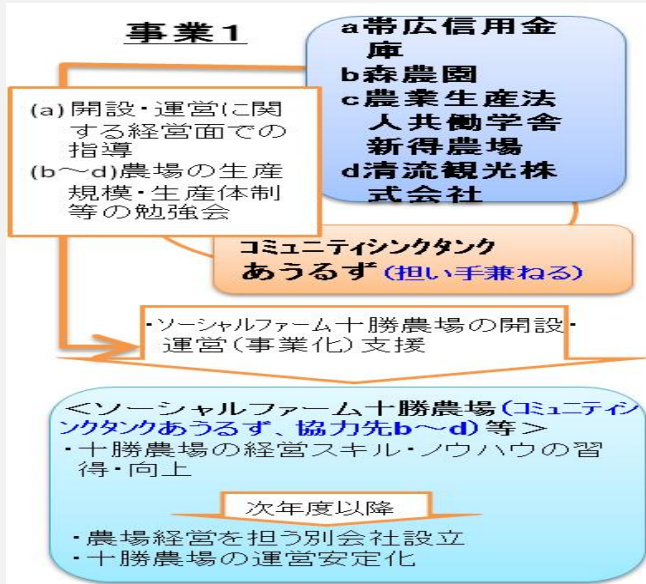 事業1
a帯広信用金
庫
b森農園
c農業生産法
人共働学舎
新得農場
d清流観光株
式会社
(a)開設・運営に関
する経営面での
指導
(b～d)農場の生産
規模・生産体制
等の勉強会
コミュニティシンクタンク
あうるず(担い手兼ねる)
・ソーシャルファーム十勝農場の開設・
運営(事業化)支援
＜ソーシャルファーム十勝農場(コミュニティシ
ンクタンクあうるず、協力先b～d)等＞
・十勝農場の経営スキル・ノウハウの習
得・向上
次年度以降
・農場経営を担う別会社設立
・十勝農場の運営安定化